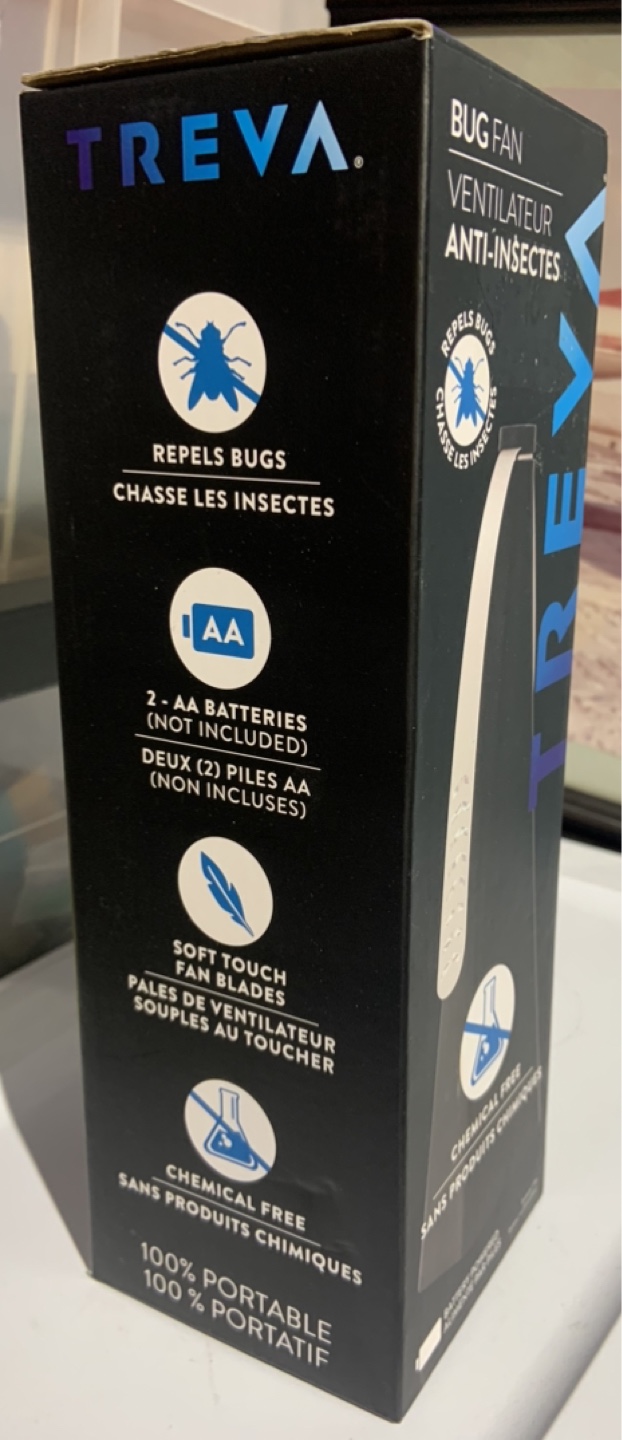 TREVA®
REPELS BUGS
CHASSE LES INSECTES
AA
2 - AA BATTERIES
(NOT INCLUDED)
DEUX (2) PILES AA
(NON INCLUSES)
SOFT TOUCH
FAN BLADES
PALES DE VENTILATEUR
SOUPLES AU TOUCHER
CHEMICAL FREE
SANS PRODUITS CHIMIQUES
100% PORTABLE
100 % PORTATIF
BUG FAN
VENTILATEUR
ANTI-INSECTES
REPELS BUGS
CHASSE LES INSECTES
TREVA
CHEMICAL FREE
SANS PRODUITS CHIMIQUES